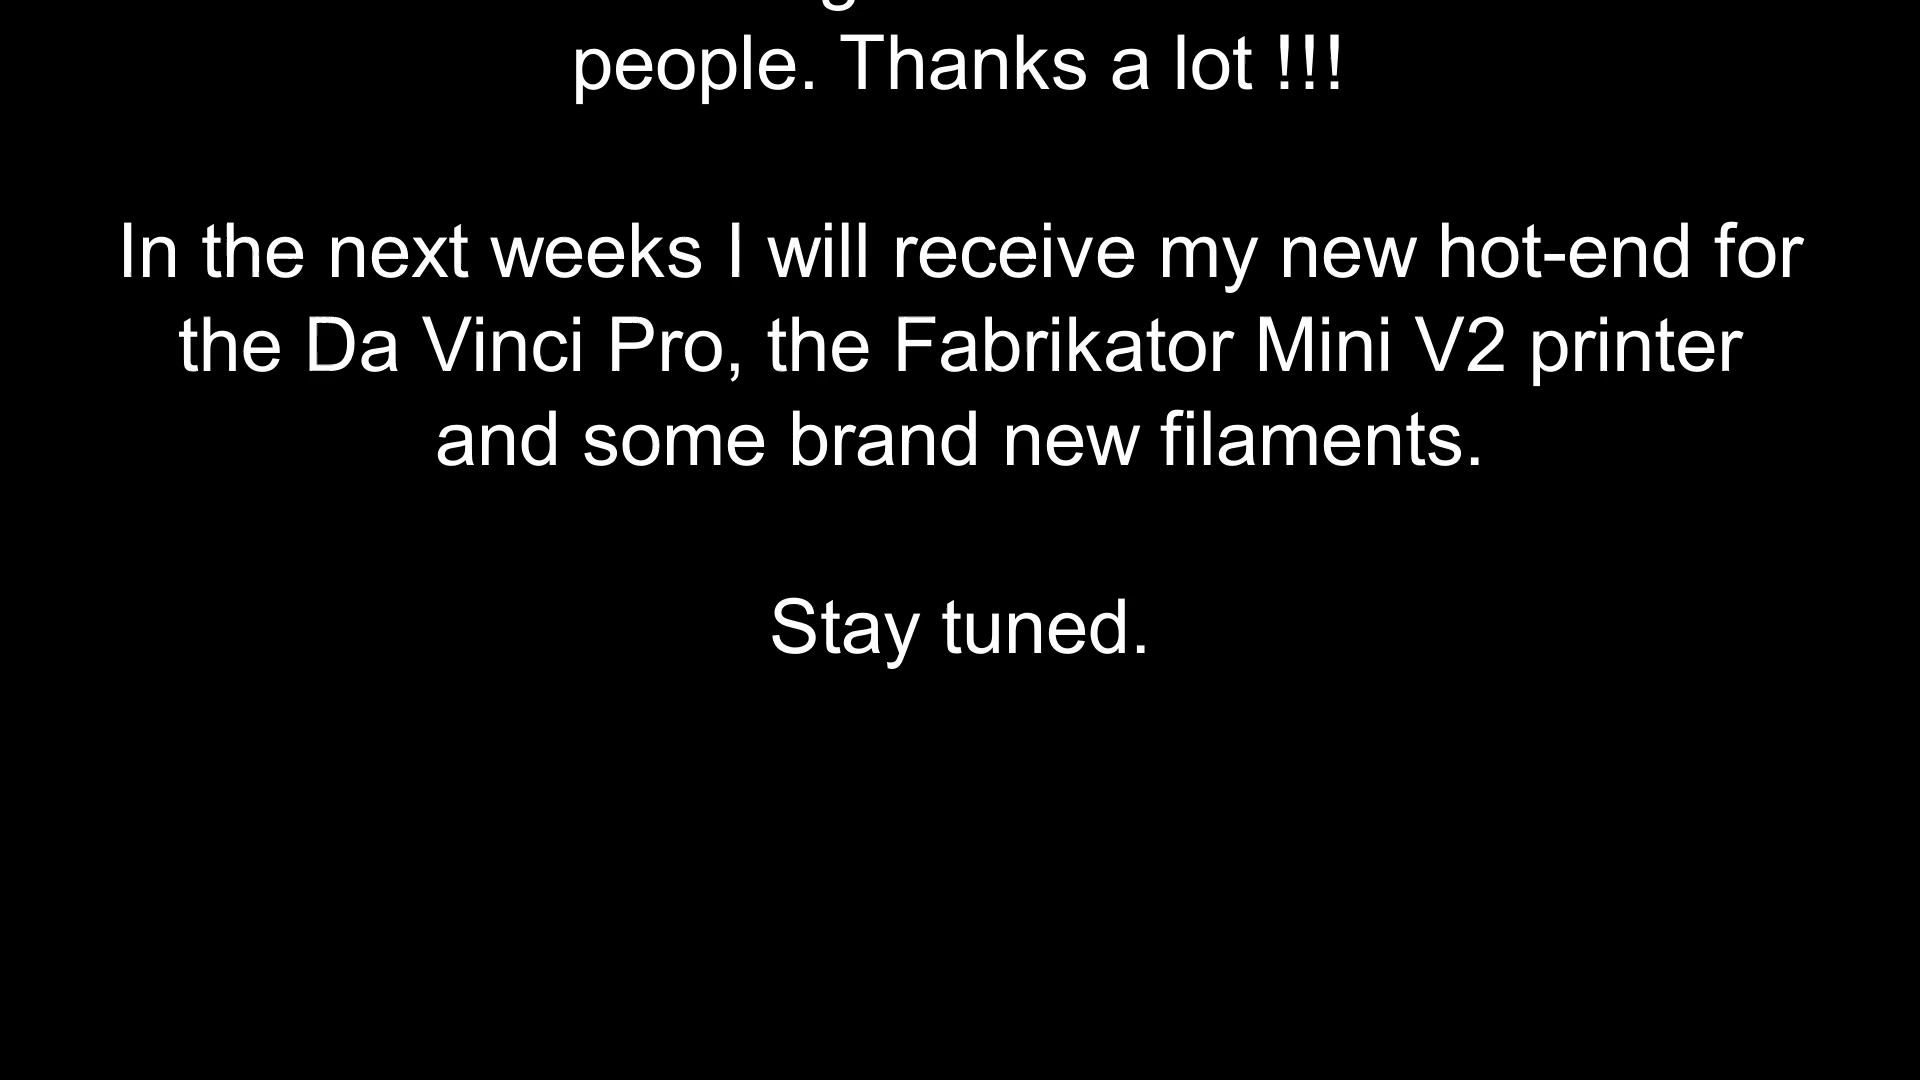 people. Thanks a lot !!!
In the next weeks I will receive my new hot-end for
the Da Vinci Pro, the Fabrikator Mini V2 printer
and some brand new filaments.
Stay tuned.